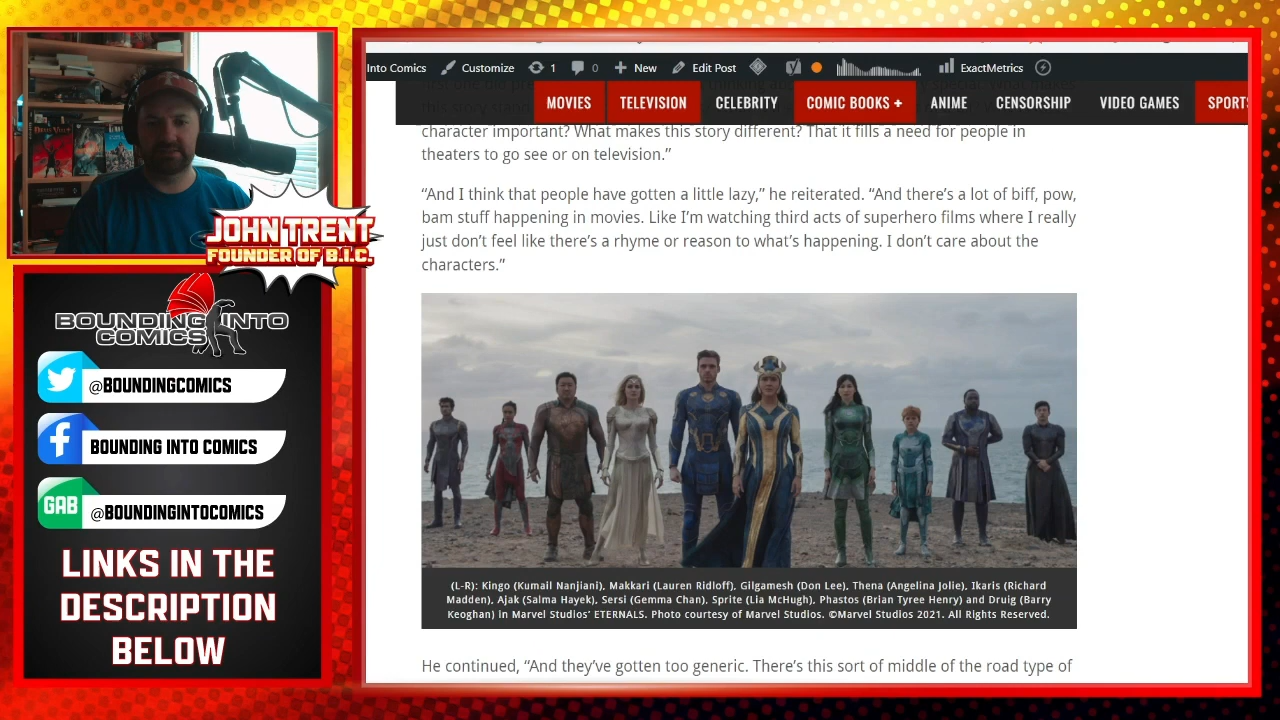 JOHN TRENT
FOUNDER OF B.I.C.
BOUNDING INTO
COMICS
@BOUNDINGCOMICS
BOUNDING INTO COMICS
GAB
@BOUNDINGINTOCOMICS
LINKS IN THE
DESCRIPTION
BELOW
Into Comics Customize 1 0 New Edit Post ExactMetrics
MOVIES TELEVISION CELEBRITY COMIC BOOKS + ANIME CENSORSHIP VIDEO GAMES SPORTS
character important? What makes this story different? That it fills a need for people in
theaters to go see or on television.”
“And I think that people have gotten a little lazy,” he reiterated. “And there’s a lot of biff, pow,
bam stuff happening in movies. Like I’m watching third acts of superhero films where I really
just don’t feel like there’s a rhyme or reason to what’s happening. I don’t care about the
characters.”
(L-R): Kingo (Kumail Nanjiani), Makkari (Lauren Ridloff), Gilgamesh (Don Lee), Thena (Angelina Jolie), Ikaris (Richard
Madden), Ajak (Salma Hayek), Sersi (Gemma Chan), Sprite (Lia McHugh), Phastos (Brian Tyree Henry) and Druig (Barry
Keoghan) in Marvel Studios’ ETERNALS. Photo courtesy of Marvel Studios. ©Marvel Studios 2021. All Rights Reserved.
He continued, “And they’ve gotten too generic. There’s this sort of middle of the road type of